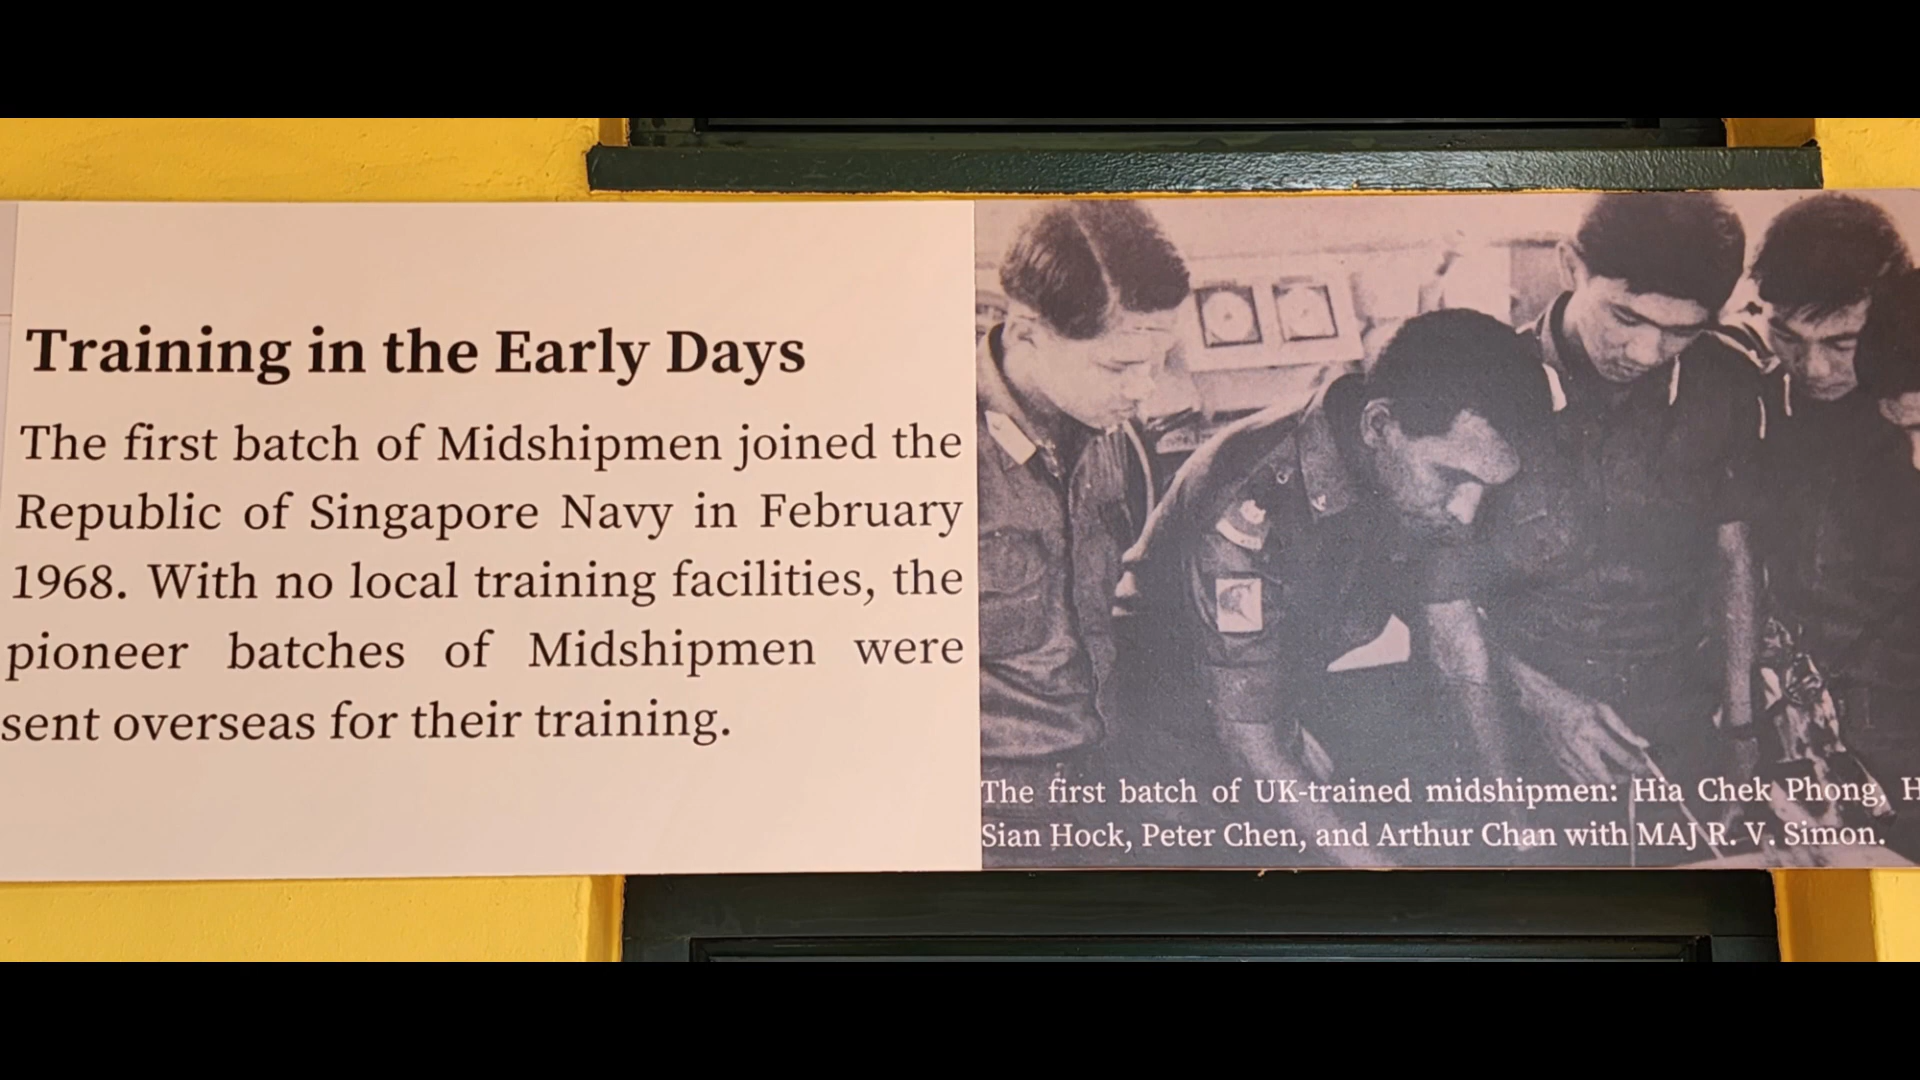 Training in the Early Days
The first batch of Midshipmen joined the
Republic of Singapore Navy in February
1968. With no local training facilities, the
pioneer batches of Midshipmen were
sent overseas for their training.
The first batch of UK-trained midshipmen: Hia Chek Phong,
Sian Hock, Peter Chen, and Arthur Chan with MAJ R. V. Simon.